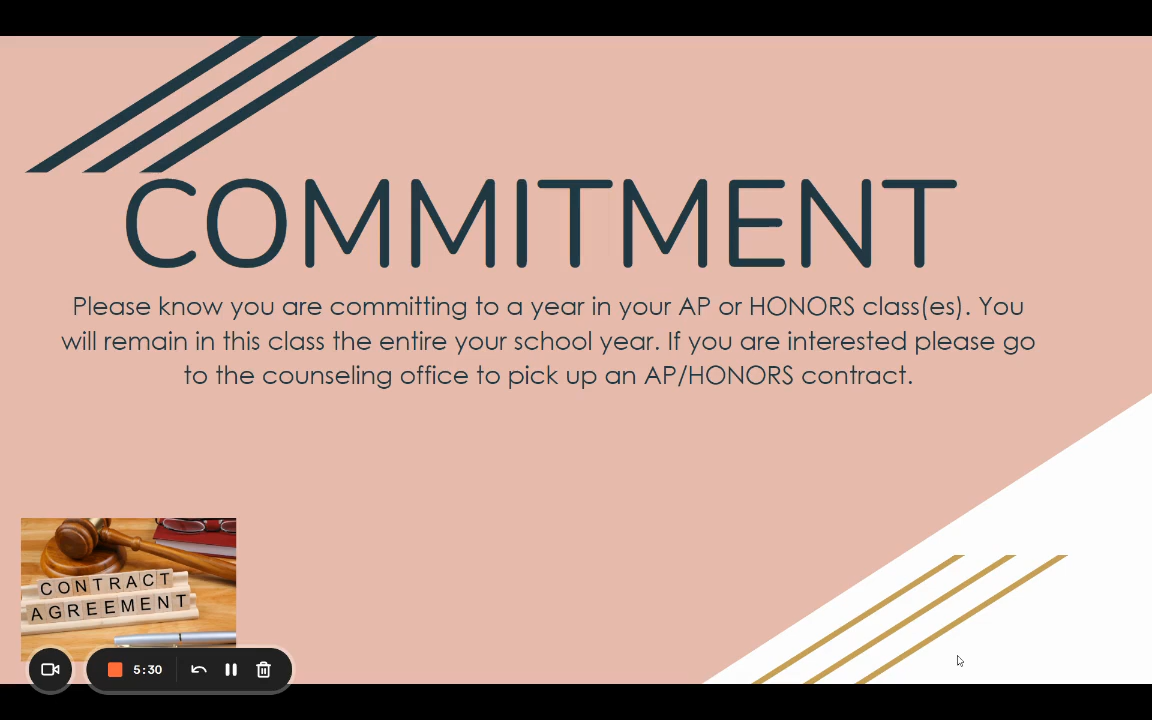 COMMITMENT
Please know you are committing to a year in your AP or HONORS class(es). You
will remain in this class the entire your school year. If you are interested please go
to the counseling office to pick up an AP/HONORS contract.
CONTRACT
AGREEMENT
5:30